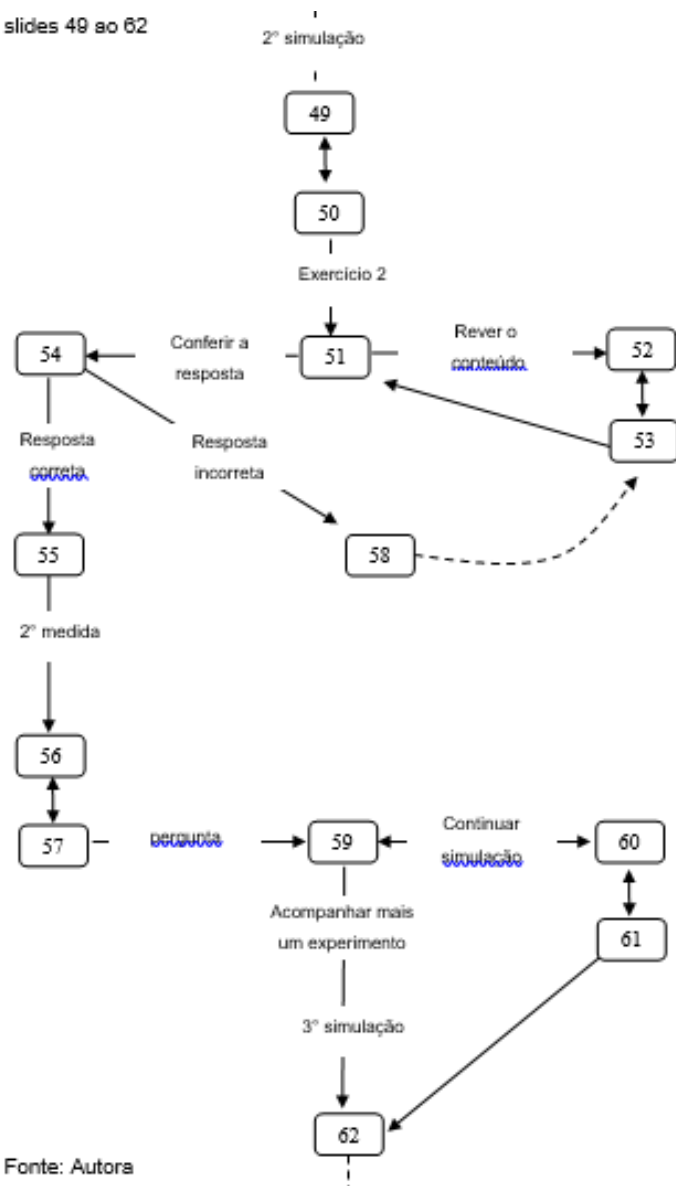 slides 49 ao 62
2° simulação
49
50
Exercício 2
54
Conferir a
resposta
51
Rever o
conteúdo
52
53
Resposta
correta
Resposta
incorreta
55
58
2° medida
56
57
pergunta
59
Continuar
simulação
60
61
Acompanhar mais
um experimento
3° simulação
62
Fonte: Autora